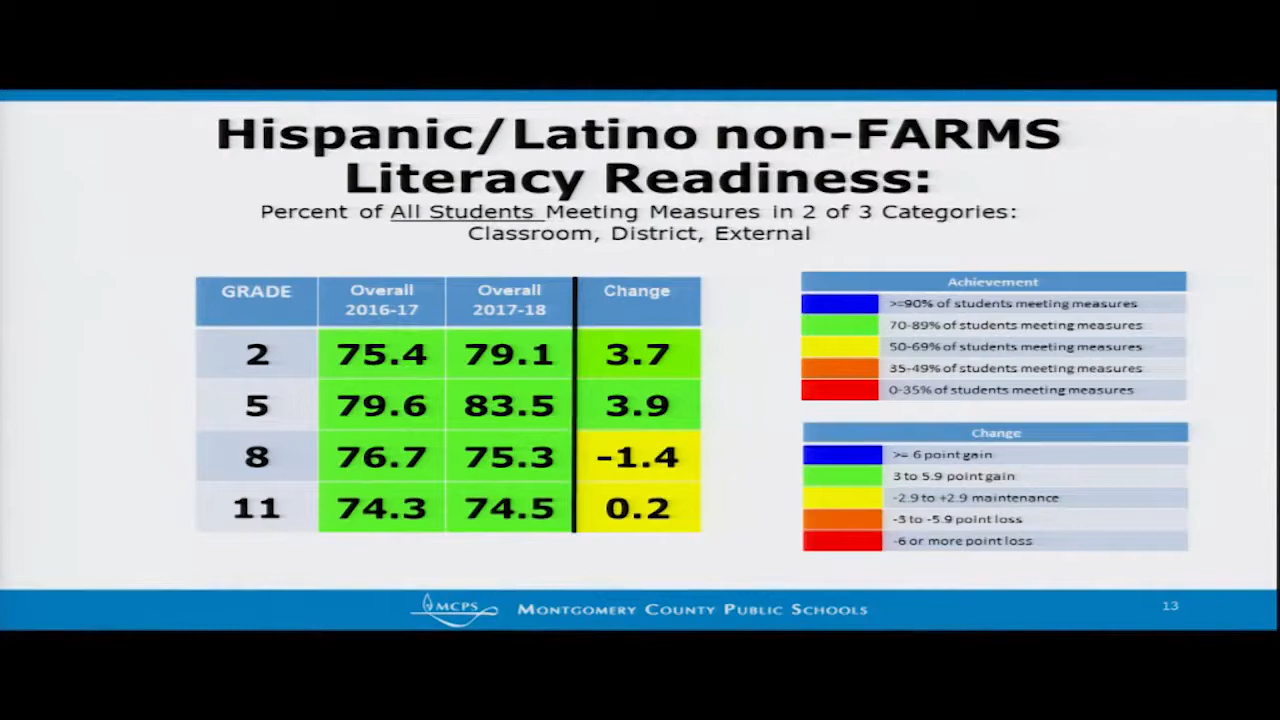 Hispanic/Latino non-FARMS
Literacy Readiness:
Percent of All Students Meeting Measures in 2 of 3 Categories:
Classroom, District, External
GRADE Overall 2016-17 Overall 2017-18 Change
2 75.4 79.1 3.7
5 79.6 83.5 3.9
8 76.7 75.3 -1.4
11 74.3 74.5 0.2
Achievement
>=90% of students meeting measures
70-89% of students meeting measures
50-69% of students meeting measures
35-49% of students meeting measures
0-35% of students meeting measures
Change
>= 6 point gain
3 to 5.9 point gain
-2.9 to +2.9 maintenance
-3 to -5.9 point loss
-6 or more point loss
MCPS MONTGOMERY COUNTY PUBLIC SCHOOLS
13